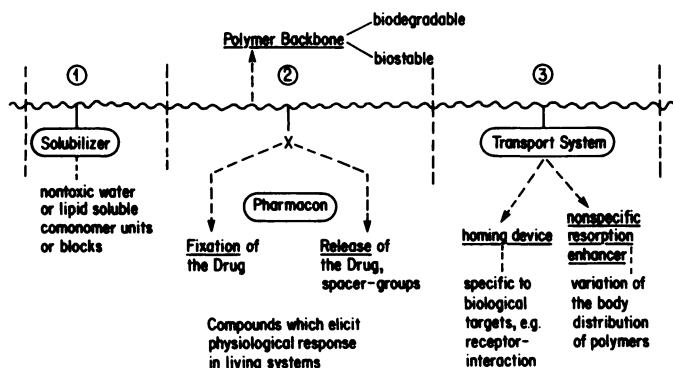 biodegradable
Polymer Backbone
biostable
1
2
3
Solubilizer
nontoxic water
or lipid soluble
comonomer units
or blocks
X
Pharmacon
Fixation of
the Drug
Release of
the Drug,
spacer-groups
Compounds which elicit
physiological response
in living systems
Transport System
homing device
specific to
biological
targets, e.g.
receptor-
interaction
nonspecific
resorption
enhancer
variation of
the body
distribution
of polymers